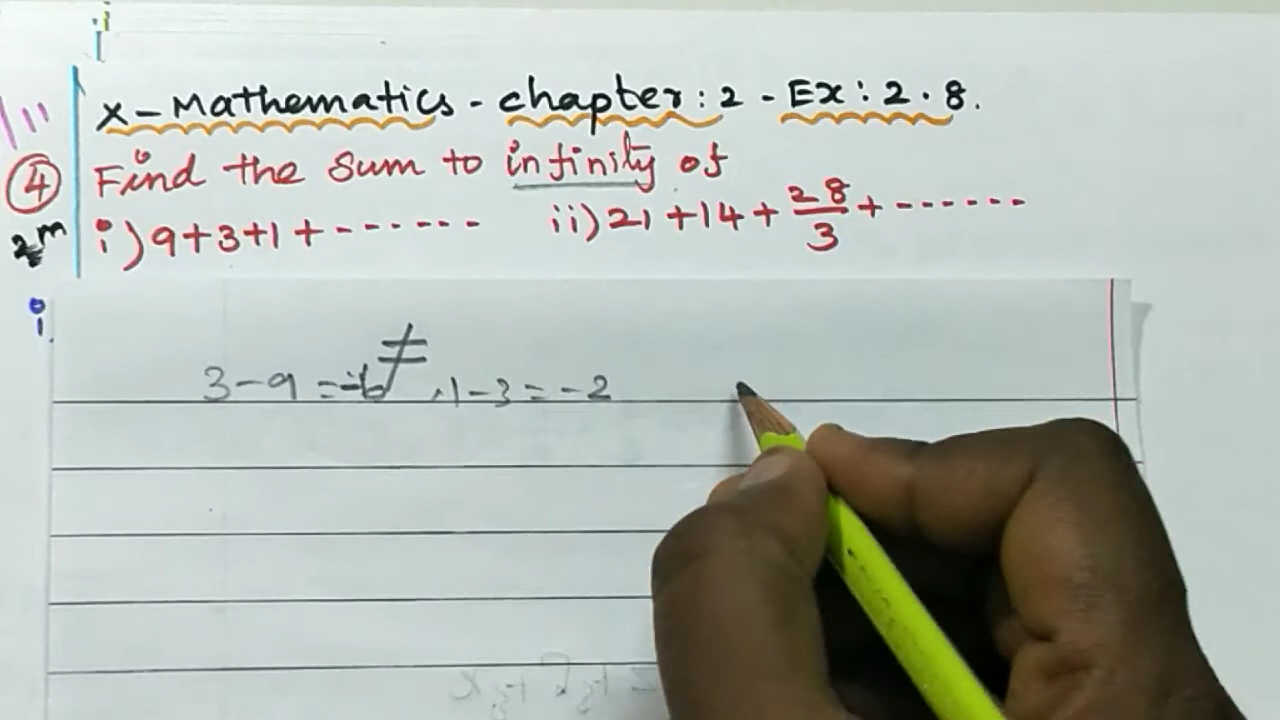 X-Mathematics - chapter: 2 - Ex: 2.8.
④ Find the Sum to infinity of
2m i) 9+3+1+------- ii) 21+14+28/3+-------
i.
3-9=-6 ≠, 1-3=-2